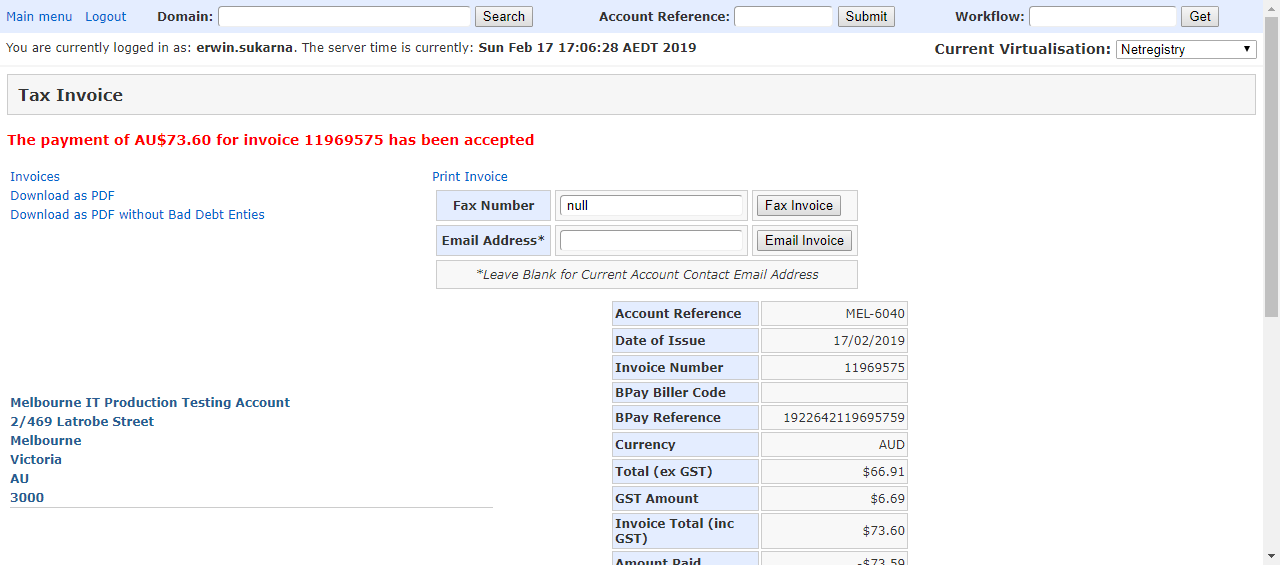 Main menu Logout Domain: Search Account Reference: Submit Workflow: Get
You are currently logged in as: erwin.sukarna. The server time is currently: Sun Feb 17 17:06:28 AEDT 2019 Current Virtualisation: Netregistry
Tax Invoice
The payment of AU$73.60 for invoice 11969575 has been accepted
Invoices
Download as PDF
Download as PDF without Bad Debt Enties
Print Invoice
Fax Number null Fax Invoice
Email Address* Email Invoice
*Leave Blank for Current Account Contact Email Address
Melbourne IT Production Testing Account
2/469 Latrobe Street
Melbourne
Victoria
AU
3000
Account Reference MEL-6040
Date of Issue 17/02/2019
Invoice Number 11969575
BPay Biller Code
BPay Reference 1922642119695759
Currency AUD
Total (ex GST) $66.91
GST Amount $6.69
Invoice Total (inc
GST) $73.60
Amount Paid -$73.59